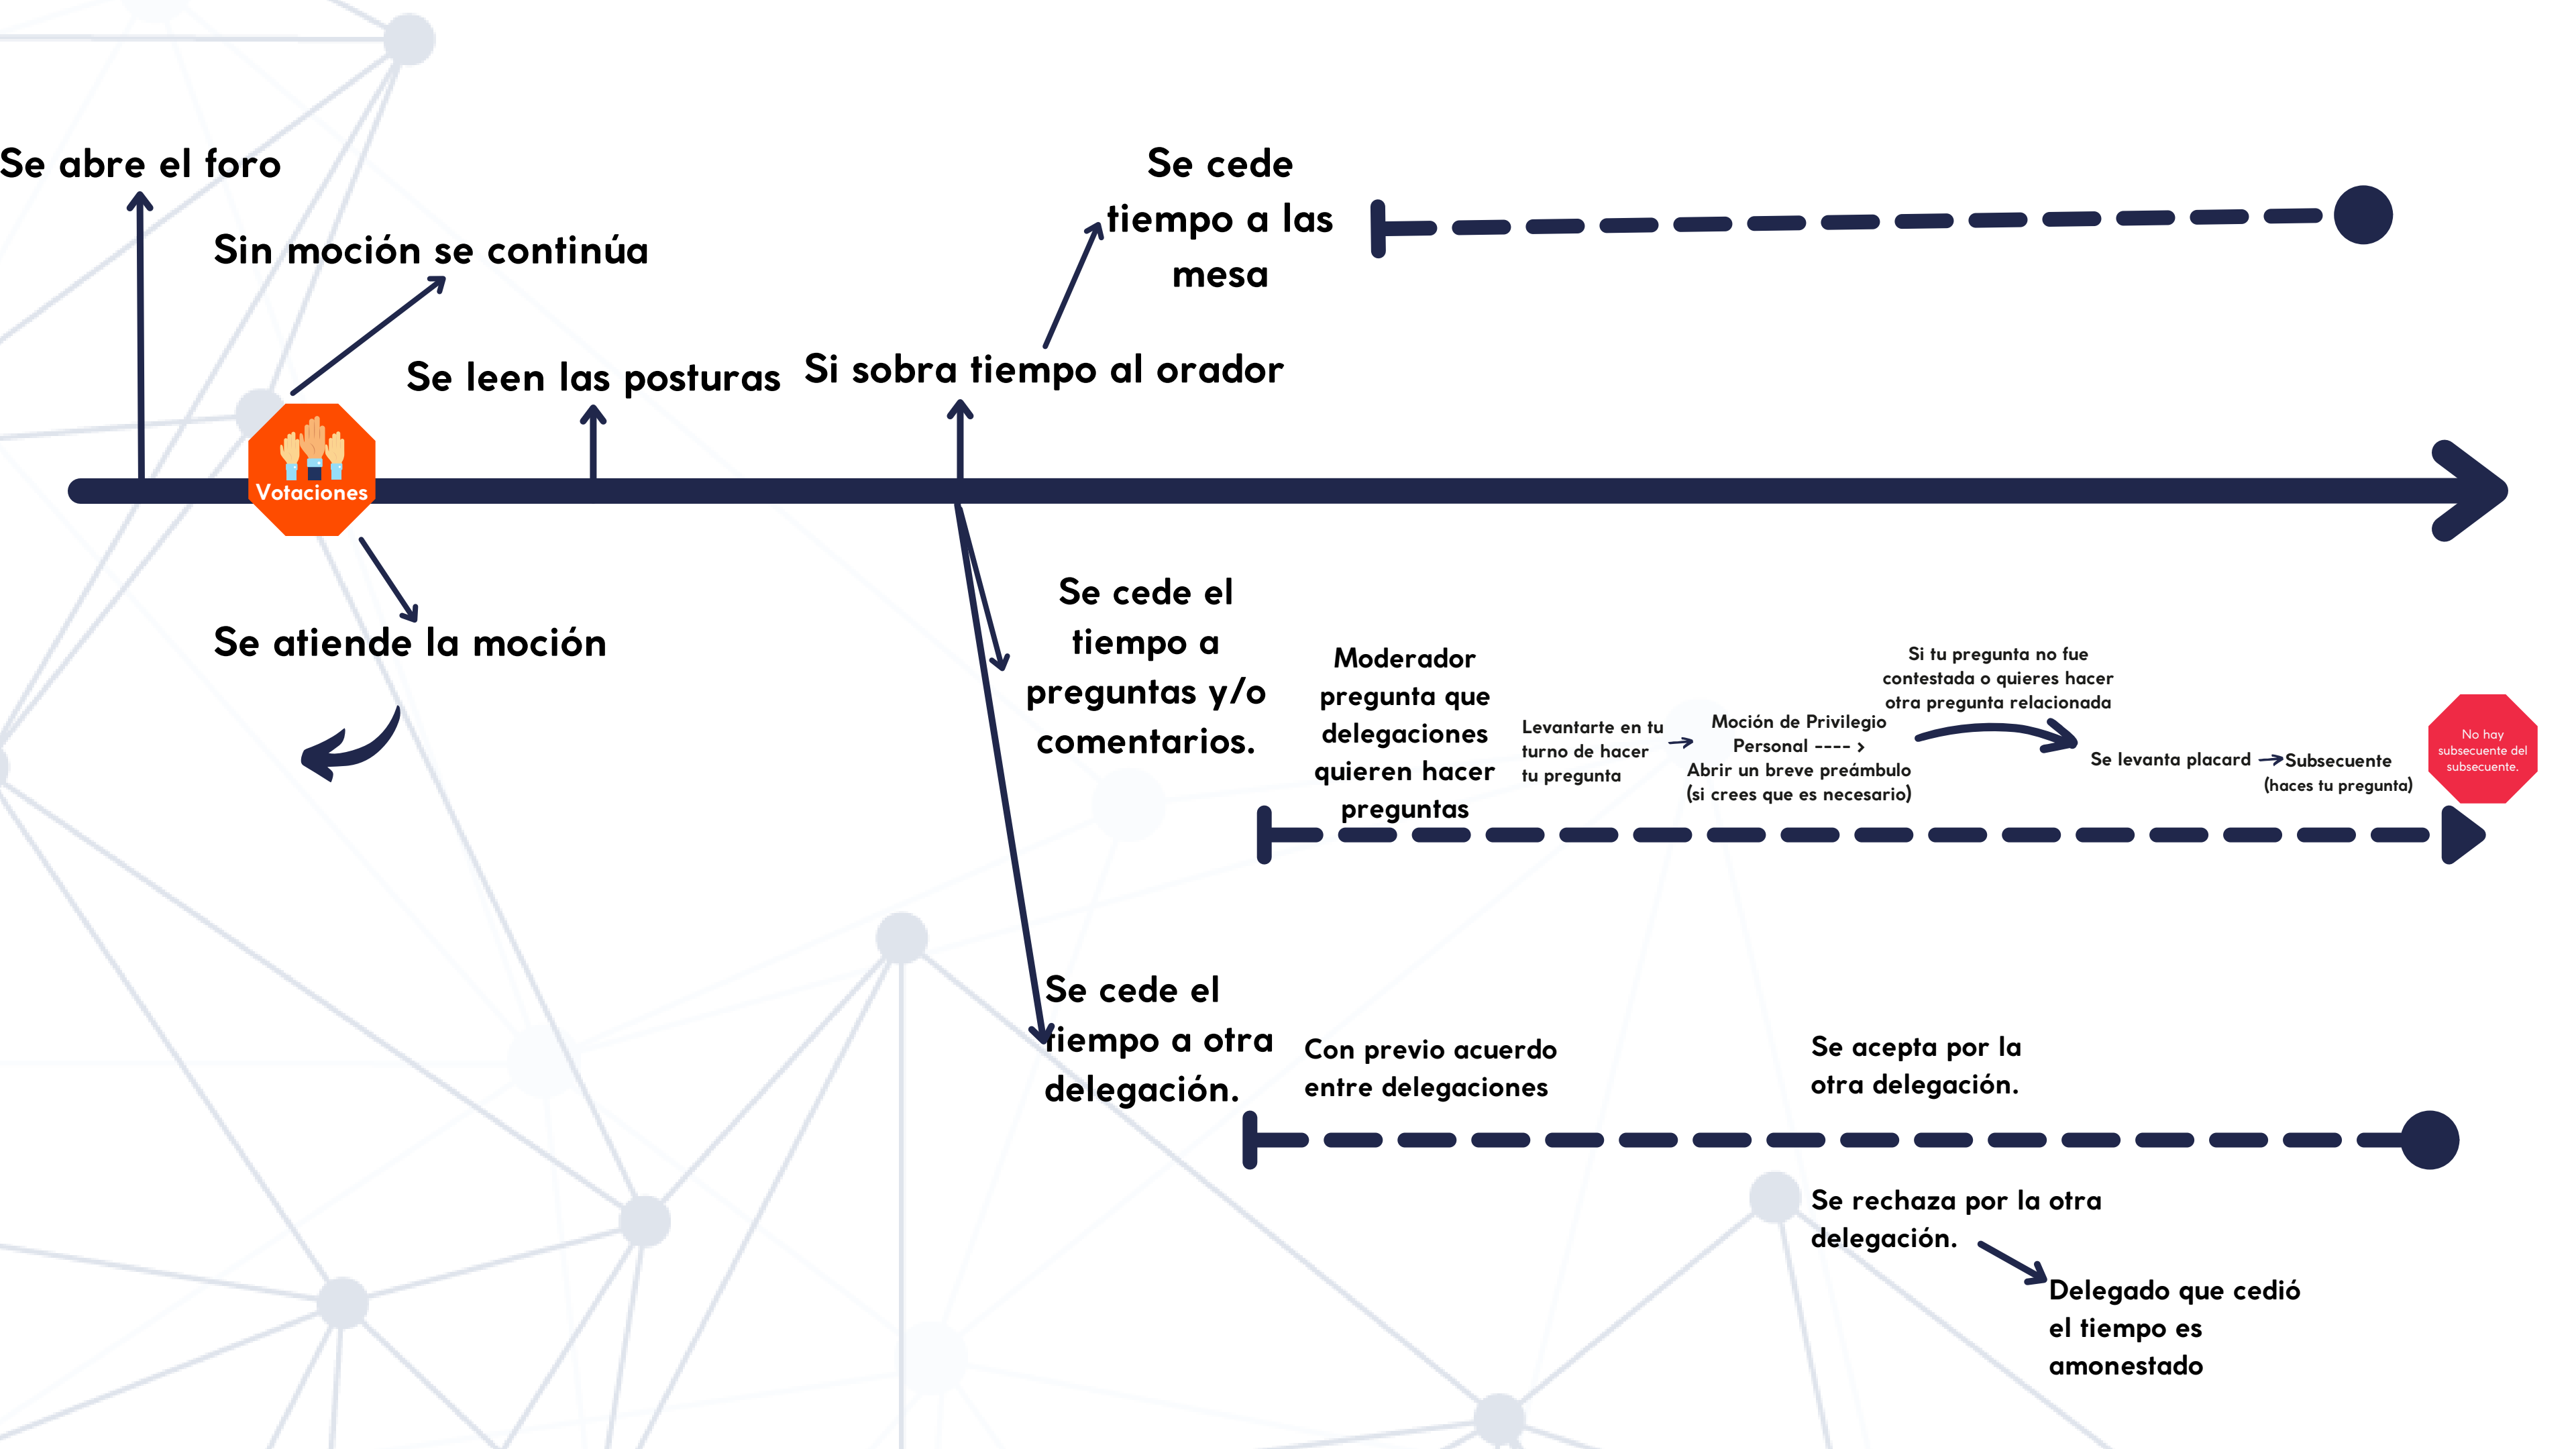 Se abre el foro
Sin moción se continúa
Se leen las posturas
Si sobra tiempo al orador
Se cede
tiempo a las
mesa
Votaciones
Se atiende la moción
Se cede el
tiempo a
preguntas y/o
comentarios.
Moderador
pregunta que
delegaciones
quieren hacer
preguntas
Levantarte en tu
turno de hacer
tu pregunta
Moción de Privilegio
Personal ---- >
Abrir un breve preámbulo
(si crees que es necesario)
Si tu pregunta no fue
contestada o quieres hacer
otra pregunta relacionada
Se levanta placard
Subsecuente
(haces tu pregunta)
No hay
subsecuente del
subsecuente.
Se cede el
tiempo a otra
delegación.
Con previo acuerdo
entre delegaciones
Se acepta por la
otra delegación.
Se rechaza por la otra
delegación.
Delegado que cedió
el tiempo es
amonestado